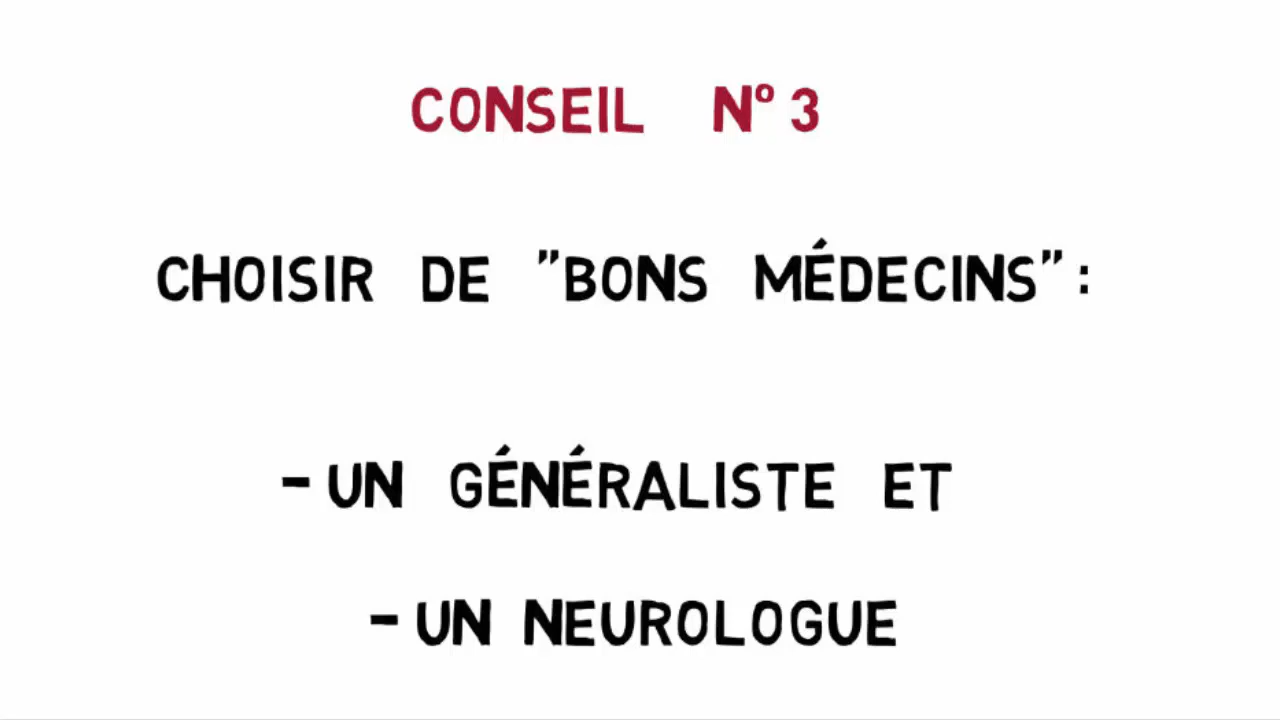 CONSEIL N° 3
CHOISIR DE "BONS MÉDECINS" :
- UN GÉNÉRALISTE ET
- UN NEUROLOGUE